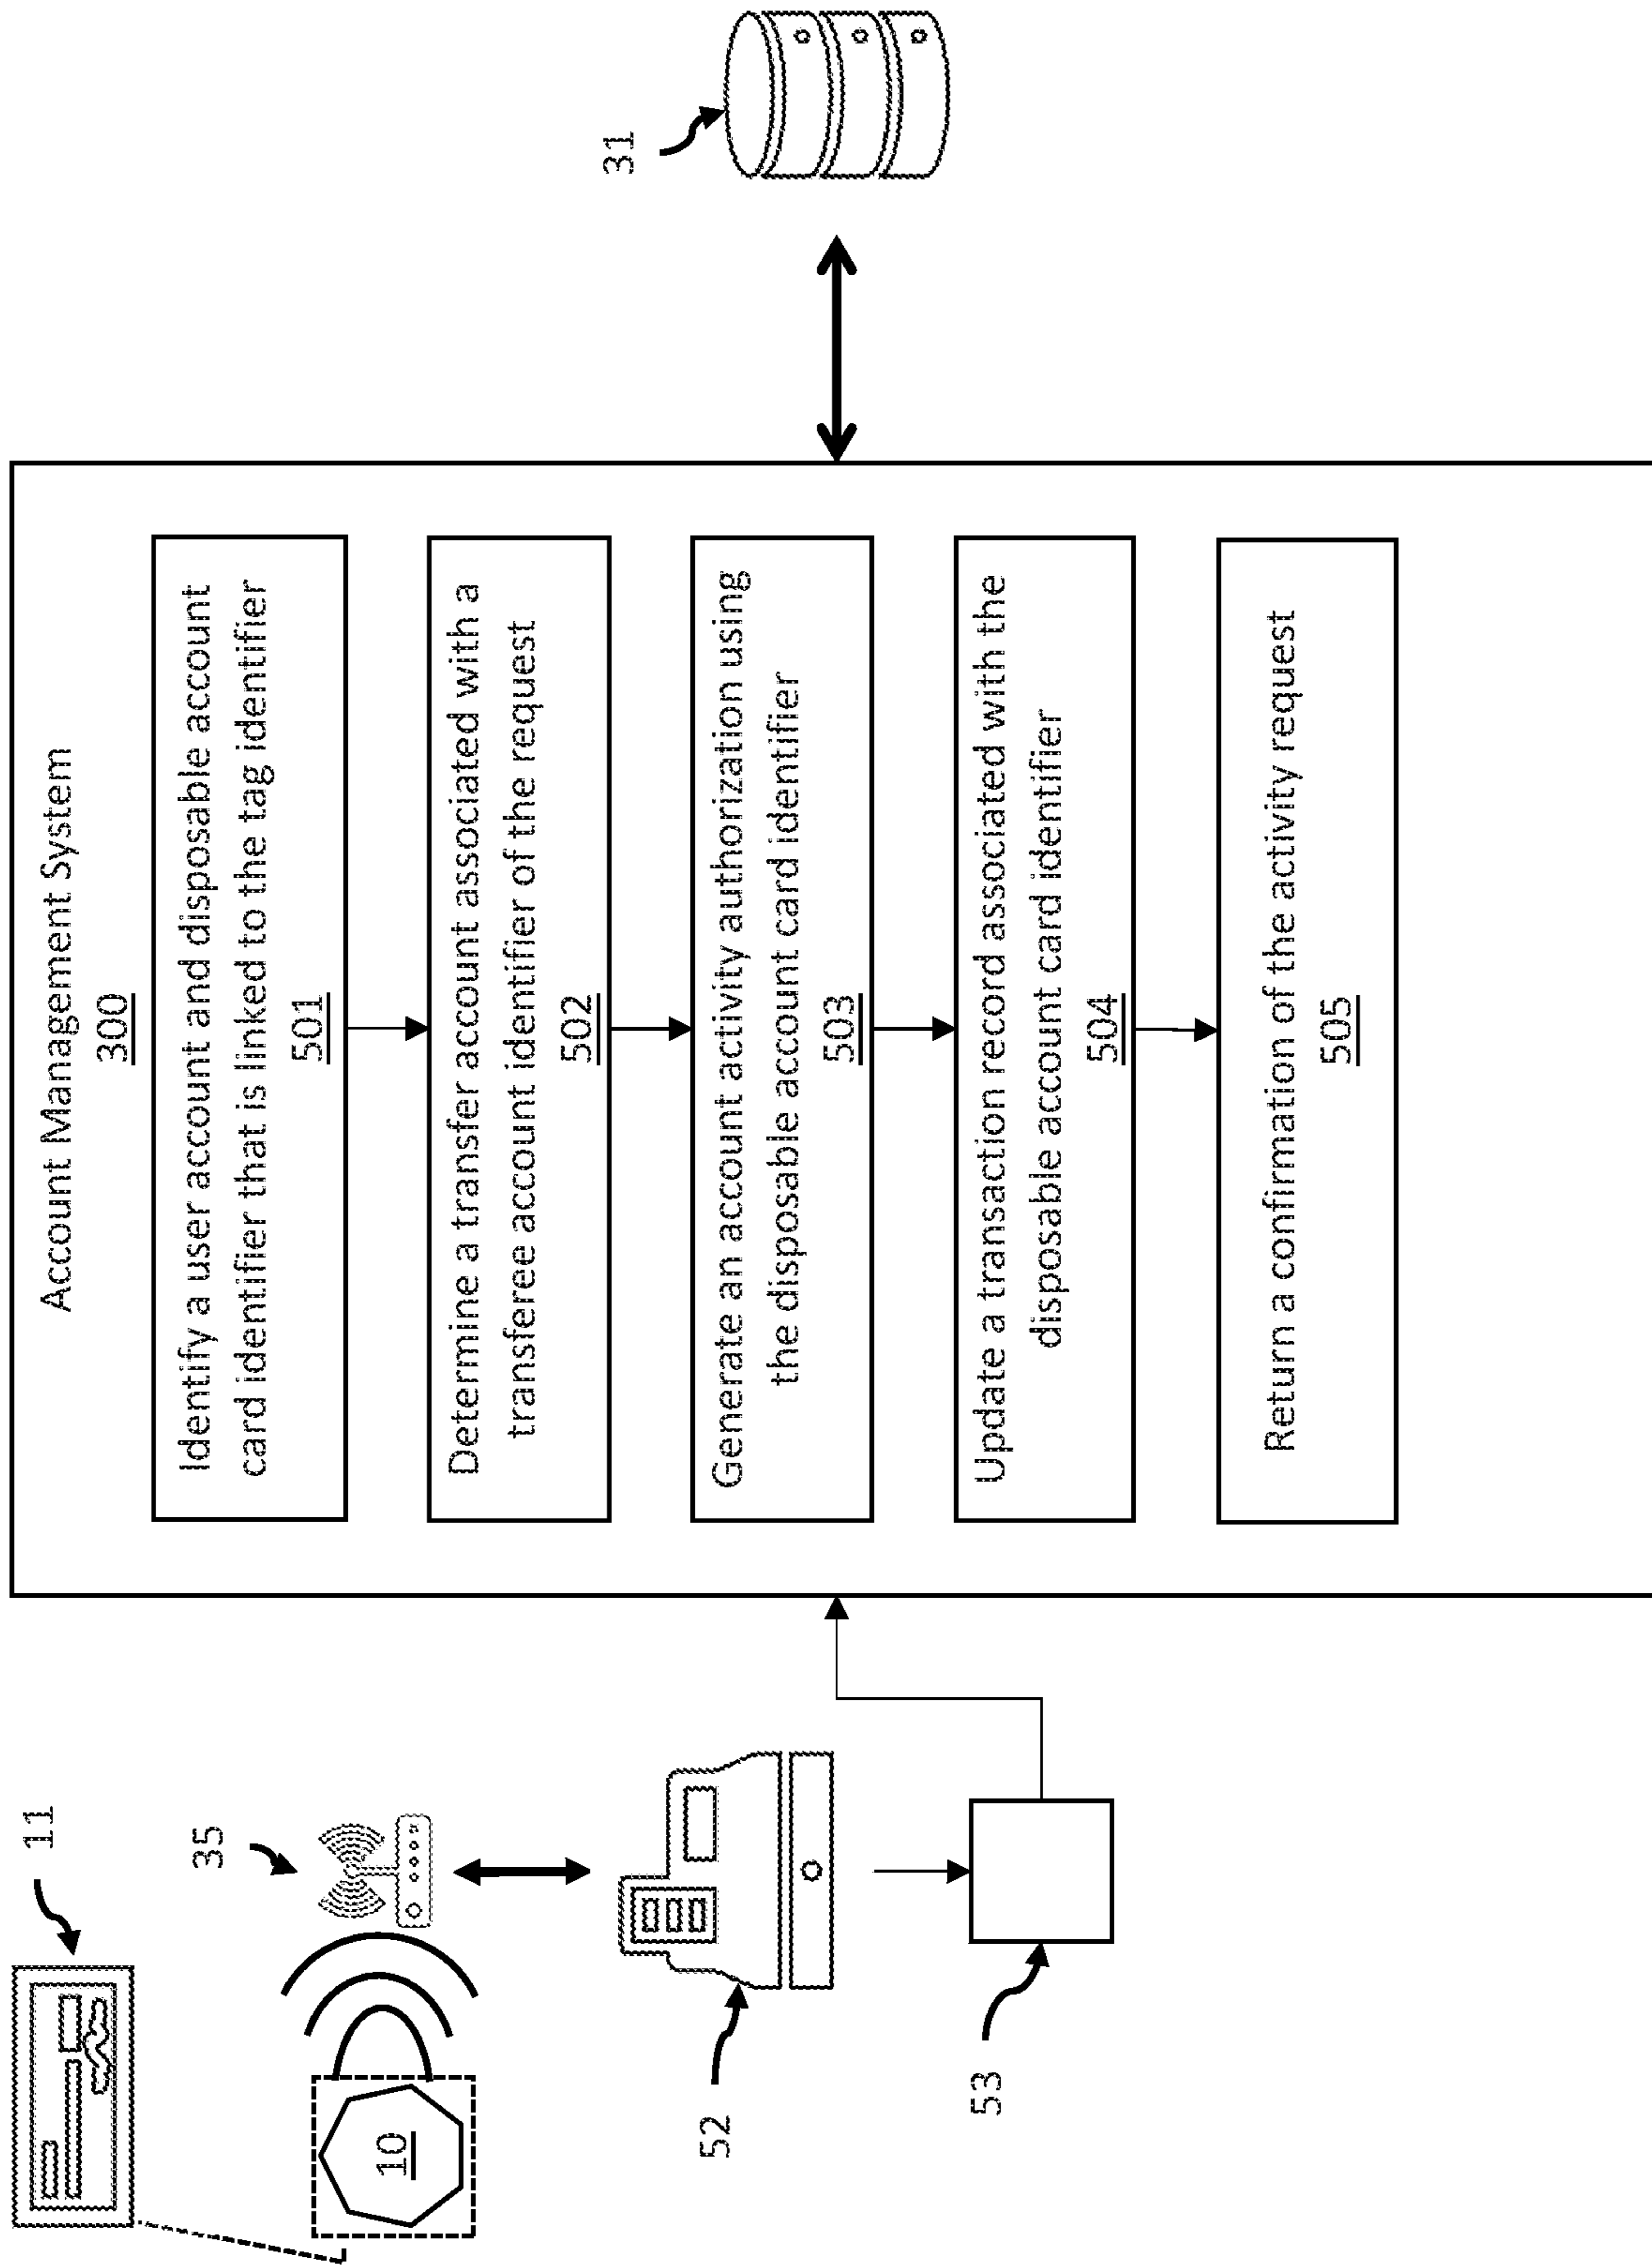 11
10
35
52
53
Account Management System
300
Identify a user account and disposable account
card identifier that is linked to the tag identifier
501
Determine a transfer account associated with a
transferee account identifier of the request
502
Generate an account activity authorization using
the disposable account card identifier
503
Update a transaction record associated with the
disposable account card identifier
504
Return a confirmation of the activity request
505
31